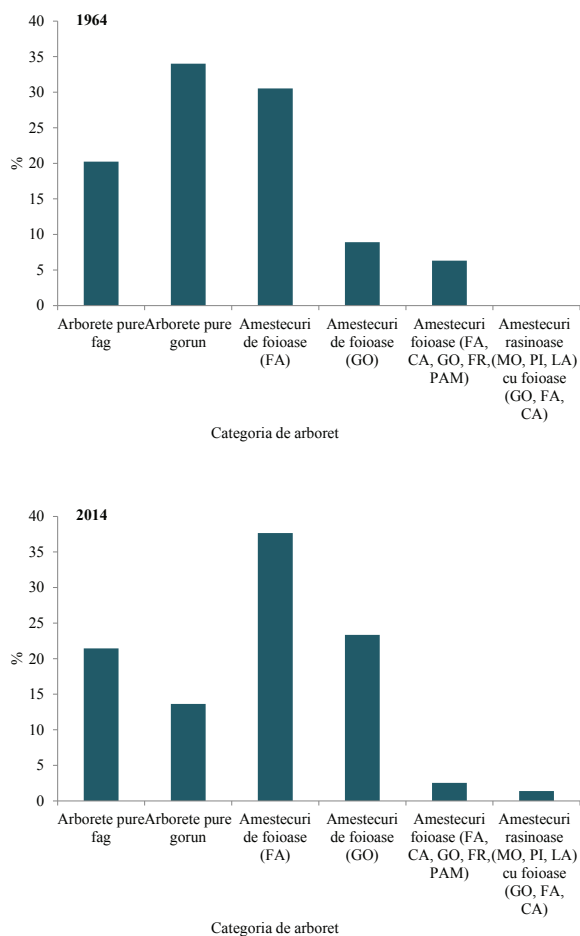 1964
40
35
30
25
20
15
10
5
0
%
Arborete pure fag
Arborete pure gorun
Amestecuri de foioase (FA)
Amestecuri de foioase (GO)
Amestecuri foioase (FA, CA, GO, FR, PAM)
Amestecuri rasinoase (MO, PI, LA) cu foioase (GO, FA, CA)
Categoria de arboret
2014
40
35
30
25
20
15
10
5
0
%
Arborete pure fag
Arborete pure gorun
Amestecuri de foioase (FA)
Amestecuri de foioase (GO)
Amestecuri foioase (FA, CA, GO, FR, PAM)
Amestecuri rasinoase (MO, PI, LA) cu foioase (GO, FA, CA)
Categoria de arboret